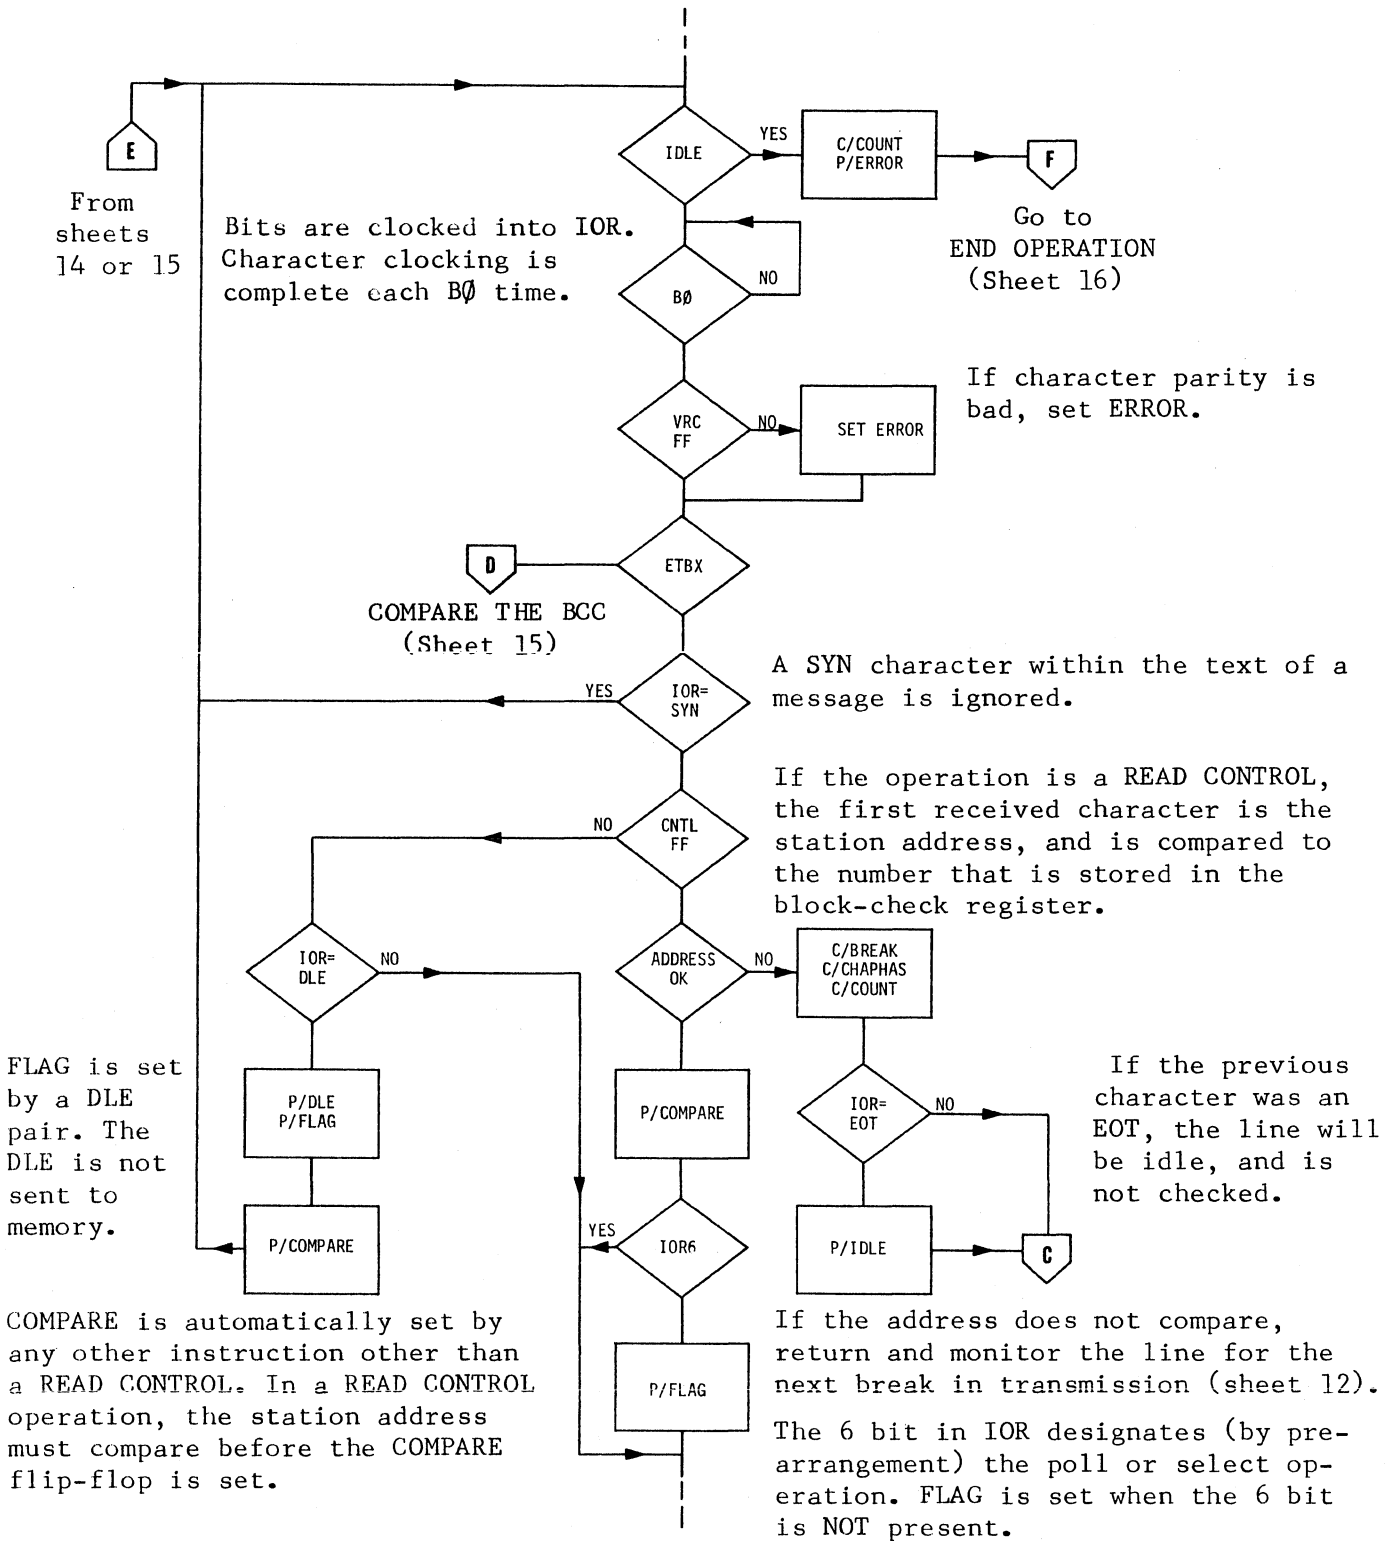 E
From
sheets
14 or 15
IDLE
YES
C/COUNT
P/ERROR
F
Go to
END OPERATION
(Sheet 16)
Bits are clocked into IOR.
Character clocking is
complete each BØ time.
BØ
NO
VRC
FF
NO
SET ERROR
If character parity is
bad, set ERROR.
ETBX
D
COMPARE THE BCC
(Sheet 15)
IOR=
SYN
YES
A SYN character within the text of a
message is ignored.
CNTL
FF
NO
If the operation is a READ CONTROL,
the first received character is the
station address, and is compared to
the number that is stored in the
block-check register.
IOR=
DLE
NO
ADDRESS
OK
NO
C/BREAK
C/CHAPHAS
C/COUNT
FLAG is set
by a DLE
pair. The
DLE is not
sent to
memory.
P/DLE
P/FLAG
P/COMPARE
IOR=
EOT
NO
If the previous
character was an
EOT, the line will
be idle, and is
not checked.
P/COMPARE
YES
IOR6
P/IDLE
C
COMPARE is automatically set by
any other instruction other than
a READ CONTROL. In a READ CONTROL
operation, the station address
must compare before the COMPARE
flip-flop is set.
P/FLAG
If the address does not compare,
return and monitor the line for the
next break in transmission (sheet 12).
The 6 bit in IOR designates (by pre-
arrangement) the poll or select op-
eration. FLAG is set when the 6 bit
is NOT present.